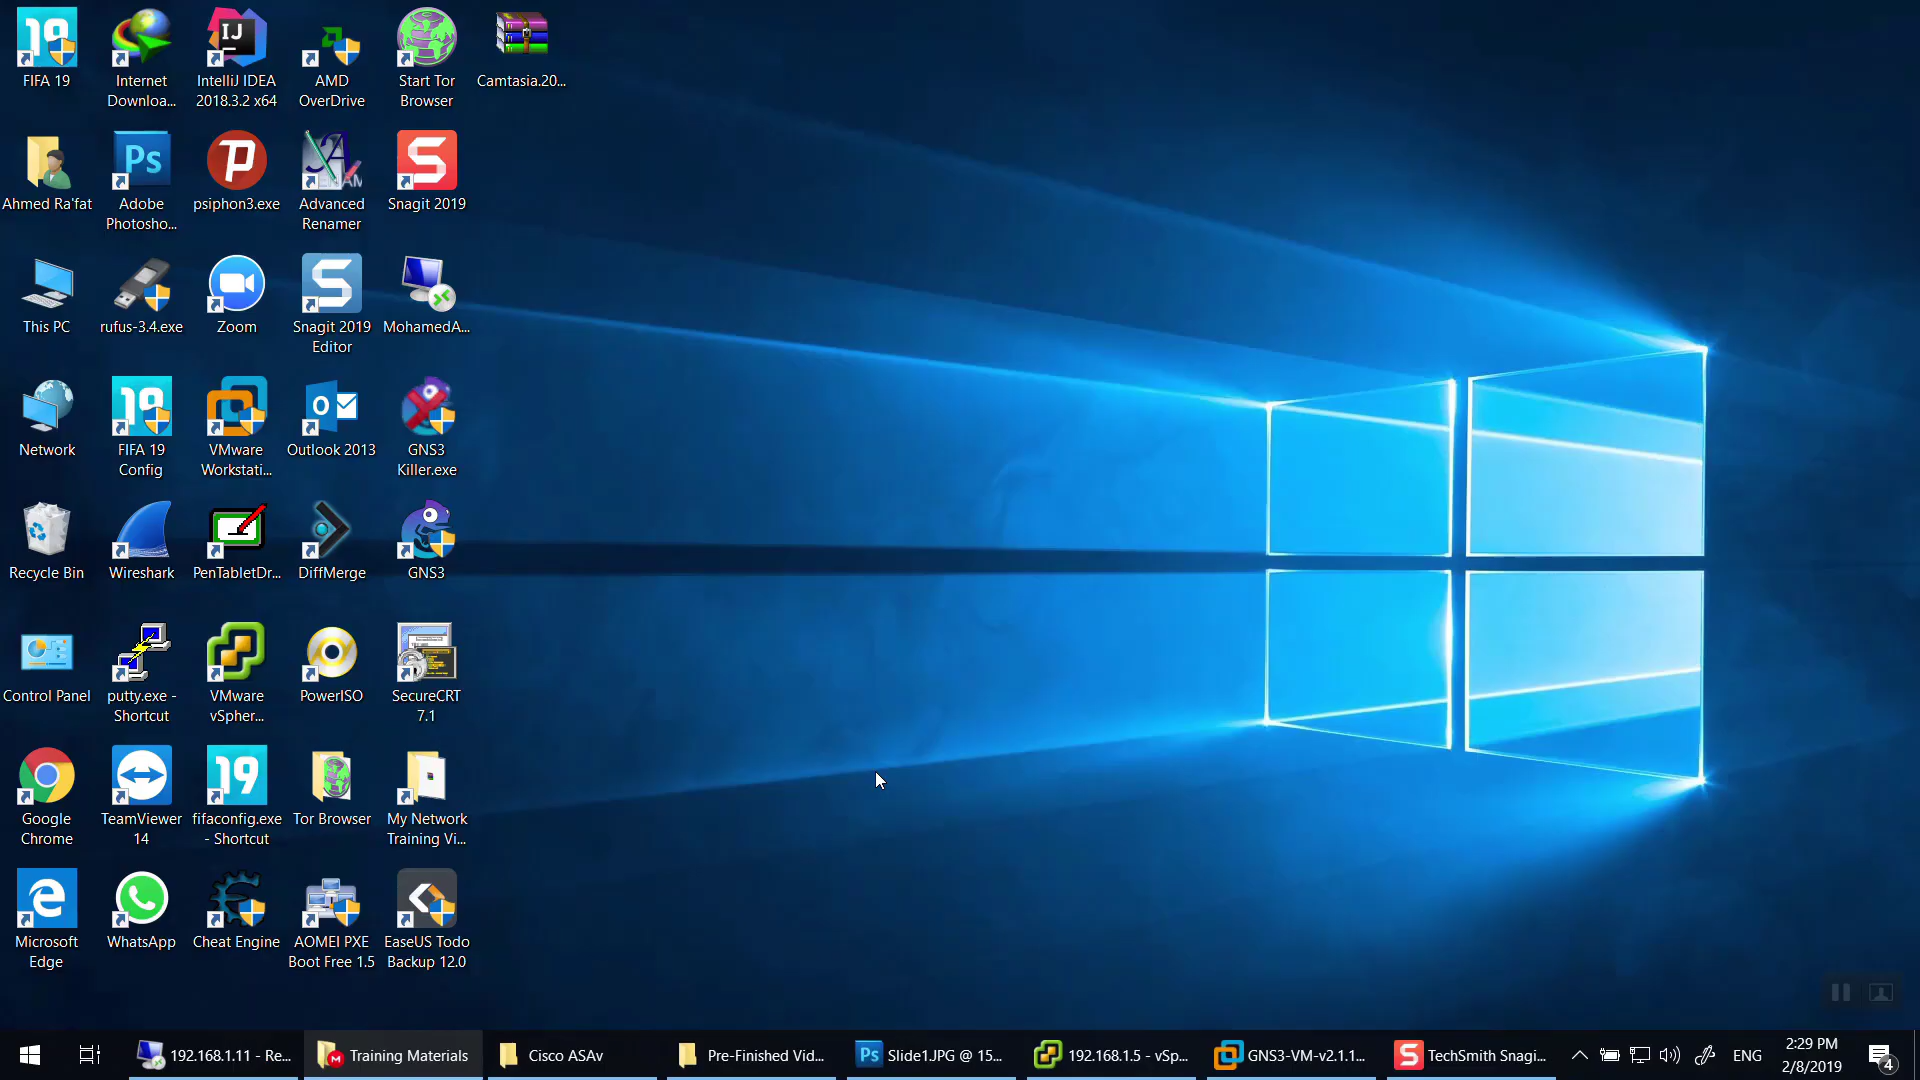 FIFA 19
Internet
Downloa...
IntelliJ IDEA
2018.3.2 x64
AMD
OverDrive
Start Tor
Browser
Camtasia.20...
Ahmed Ra'fat
Adobe
Photosho...
psiphon3.exe
Advanced
Renamer
Snagit 2019
This PC
rufus-3.4.exe
Zoom
Snagit 2019
Editor
MohamedA...
Network
FIFA 19
Config
VMware
Workstati...
Outlook 2013
GNS3
Killer.exe
Recycle Bin
Wireshark
PenTabletDr...
DiffMerge
GNS3
Control Panel
putty.exe -
Shortcut
VMware
vSpher...
PowerISO
SecureCRT
7.1
Google
Chrome
TeamViewer
14
fifaconfig.exe
- Shortcut
Tor Browser
My Network
Training Vi...
Microsoft
Edge
WhatsApp
Cheat Engine
AOMEI PXE
Boot Free 1.5
EaseUS Todo
Backup 12.0
192.168.1.11 - Re...
Training Materials
Cisco ASAv
Pre-Finished Vid...
Slide1.JPG @ 15...
192.168.1.5 - vSp...
GNS3-VM-v2.1.1...
TechSmith Snagi...
ENG
2:29 PM
2/8/2019
4